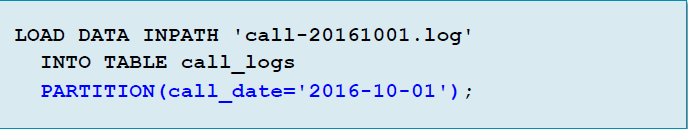 LOAD DATA INPATH 'call-20161001.log'
INTO TABLE call_logs
PARTITION(call_date='2016-10-01');